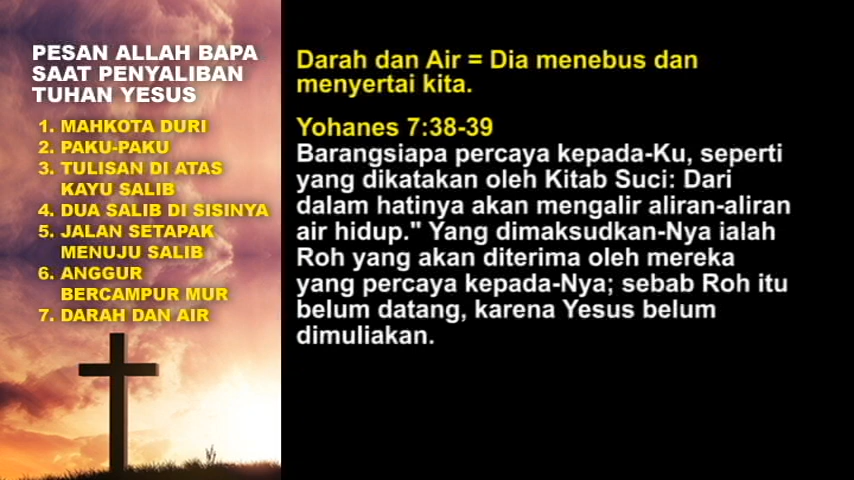 PESAN ALLAH BAPA
SAAT PENYALIBAN
TUHAN YESUS
1. MAHKOTA DURI
2. PAKU-PAKU
3. TULISAN DI ATAS
KAYU SALIB
4. DUA SALIB DI SISINYA
5. JALAN SETAPAK
MENUJU SALIB
6. ANGGUR
BERCAMPUR MUR
7. DARAH DAN AIR
Darah dan Air = Dia menebus dan
menyertai kita.
Yohanes 7:38-39
Barangsiapa percaya kepada-Ku, seperti
yang dikatakan oleh Kitab Suci: Dari
dalam hatinya akan mengalir aliran-aliran
air hidup." Yang dimaksudkan-Nya ialah
Roh yang akan diterima oleh mereka
yang percaya kepada-Nya; sebab Roh itu
belum datang, karena Yesus belum
dimuliakan.